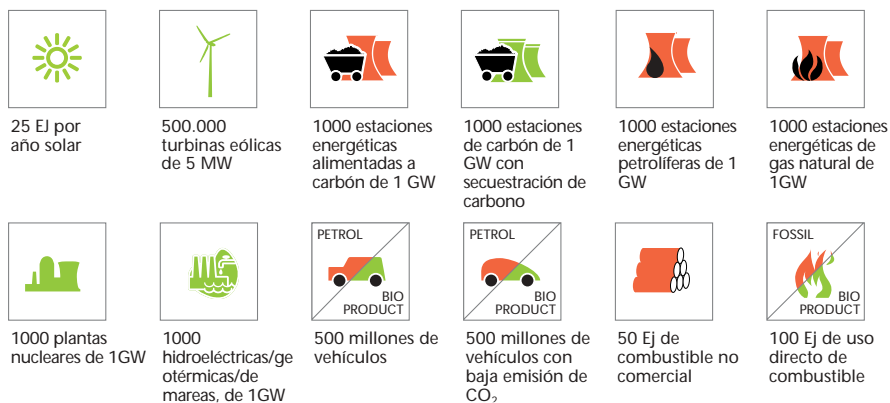 25 EJ por
año solar
500.000
turbinas eólicas
de 5 MW
1000 estaciones
energéticas
alimentadas a
carbón de 1 GW
1000 estaciones
de carbón de 1
GW con
secuestración de
carbono
1000 estaciones
energéticas
petrolíferas de 1
GW
1000 estaciones
energéticas de
gas natural de
1GW
1000 plantas
nucleares de 1GW
1000
hidroeléctricas/ge
otérmicas/de
mareas, de 1GW
PETROL
BIO
PRODUCT
500 millones de
vehículos
PETROL
BIO
PRODUCT
500 millones de
vehículos con
baja emisión de
CO₂
50 Ej de
combustible no
comercial
FOSSIL
BIO
PRODUCT
100 Ej de uso
directo de
combustible